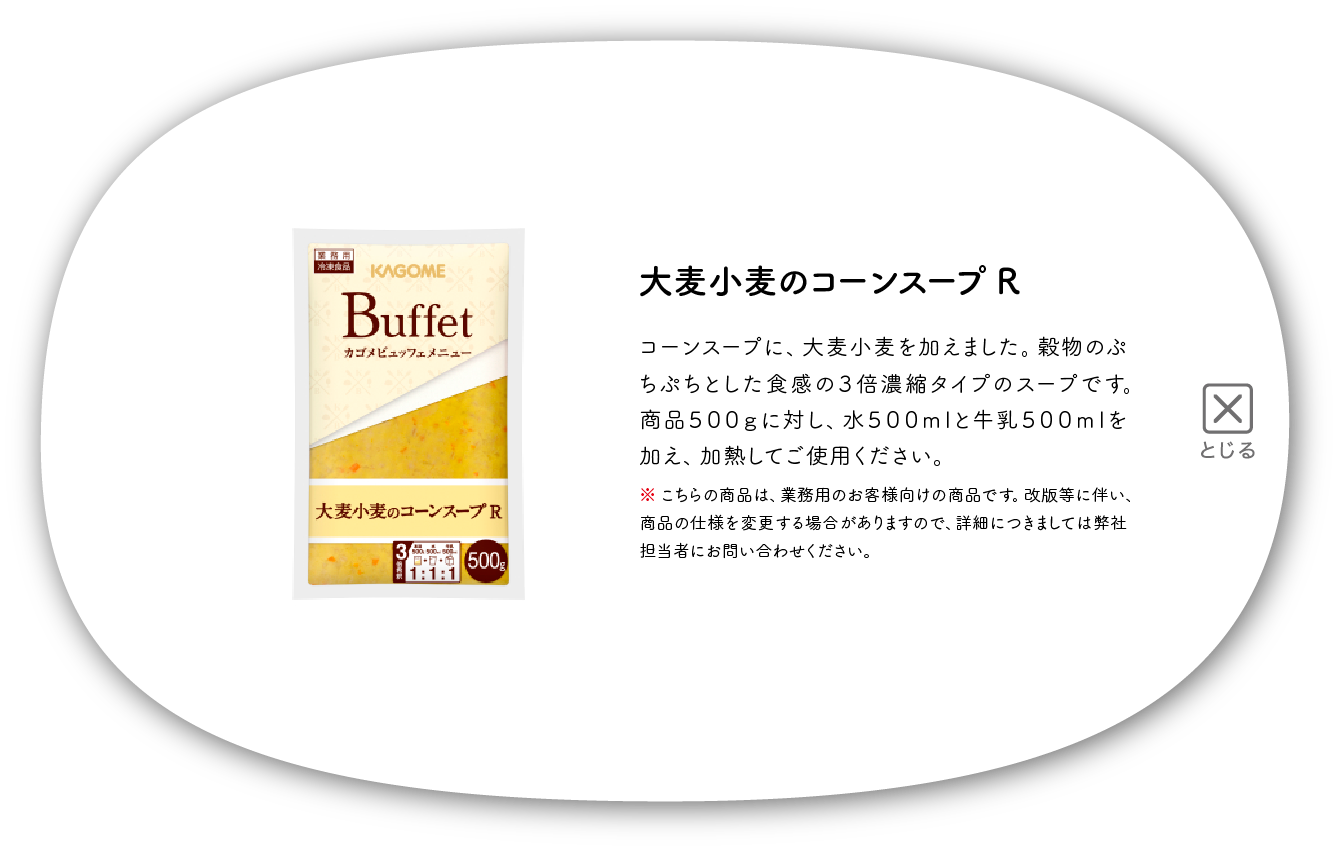 業務用
冷凍食品
KAGOME
Buffet
カゴメビュッフェメニュー
大麦小麦のコーンスープ R
3
1 1 1
500g
大麦小麦のコーンスープ R
コーンスープに、大麦小麦を加えました。穀物のぷ
ちぷちとした食感の3倍濃縮タイプのスープです。
商品500gに対し、水500mlと牛乳500mlを
加え、加熱してご使用ください。
※ こちらの商品は、業務用のお客様向けの商品です。改版等に伴い、
商品の仕様を変更する場合がありますので、詳細につきましては弊社
担当者にお問い合わせください。
とじる